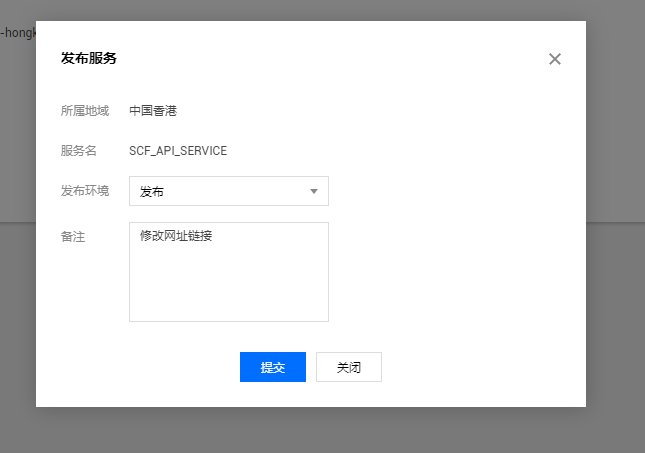 -hongk
发布服务
所属地域 中国香港
服务名 SCF_API_SERVICE
发布环境 发布
备注 修改网址链接
提交 关闭